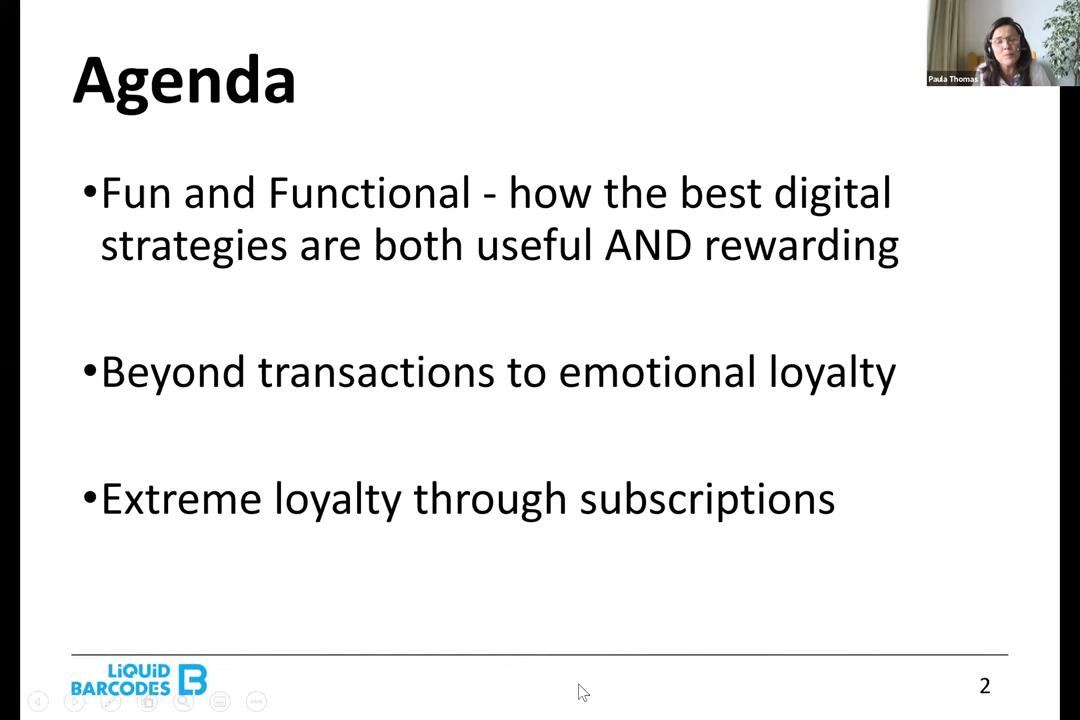 Agenda
Paula Thomas
•Fun and Functional - how the best digital
strategies are both useful AND rewarding
•Beyond transactions to emotional loyalty
•Extreme loyalty through subscriptions
LiQUiD
BARCODES
2